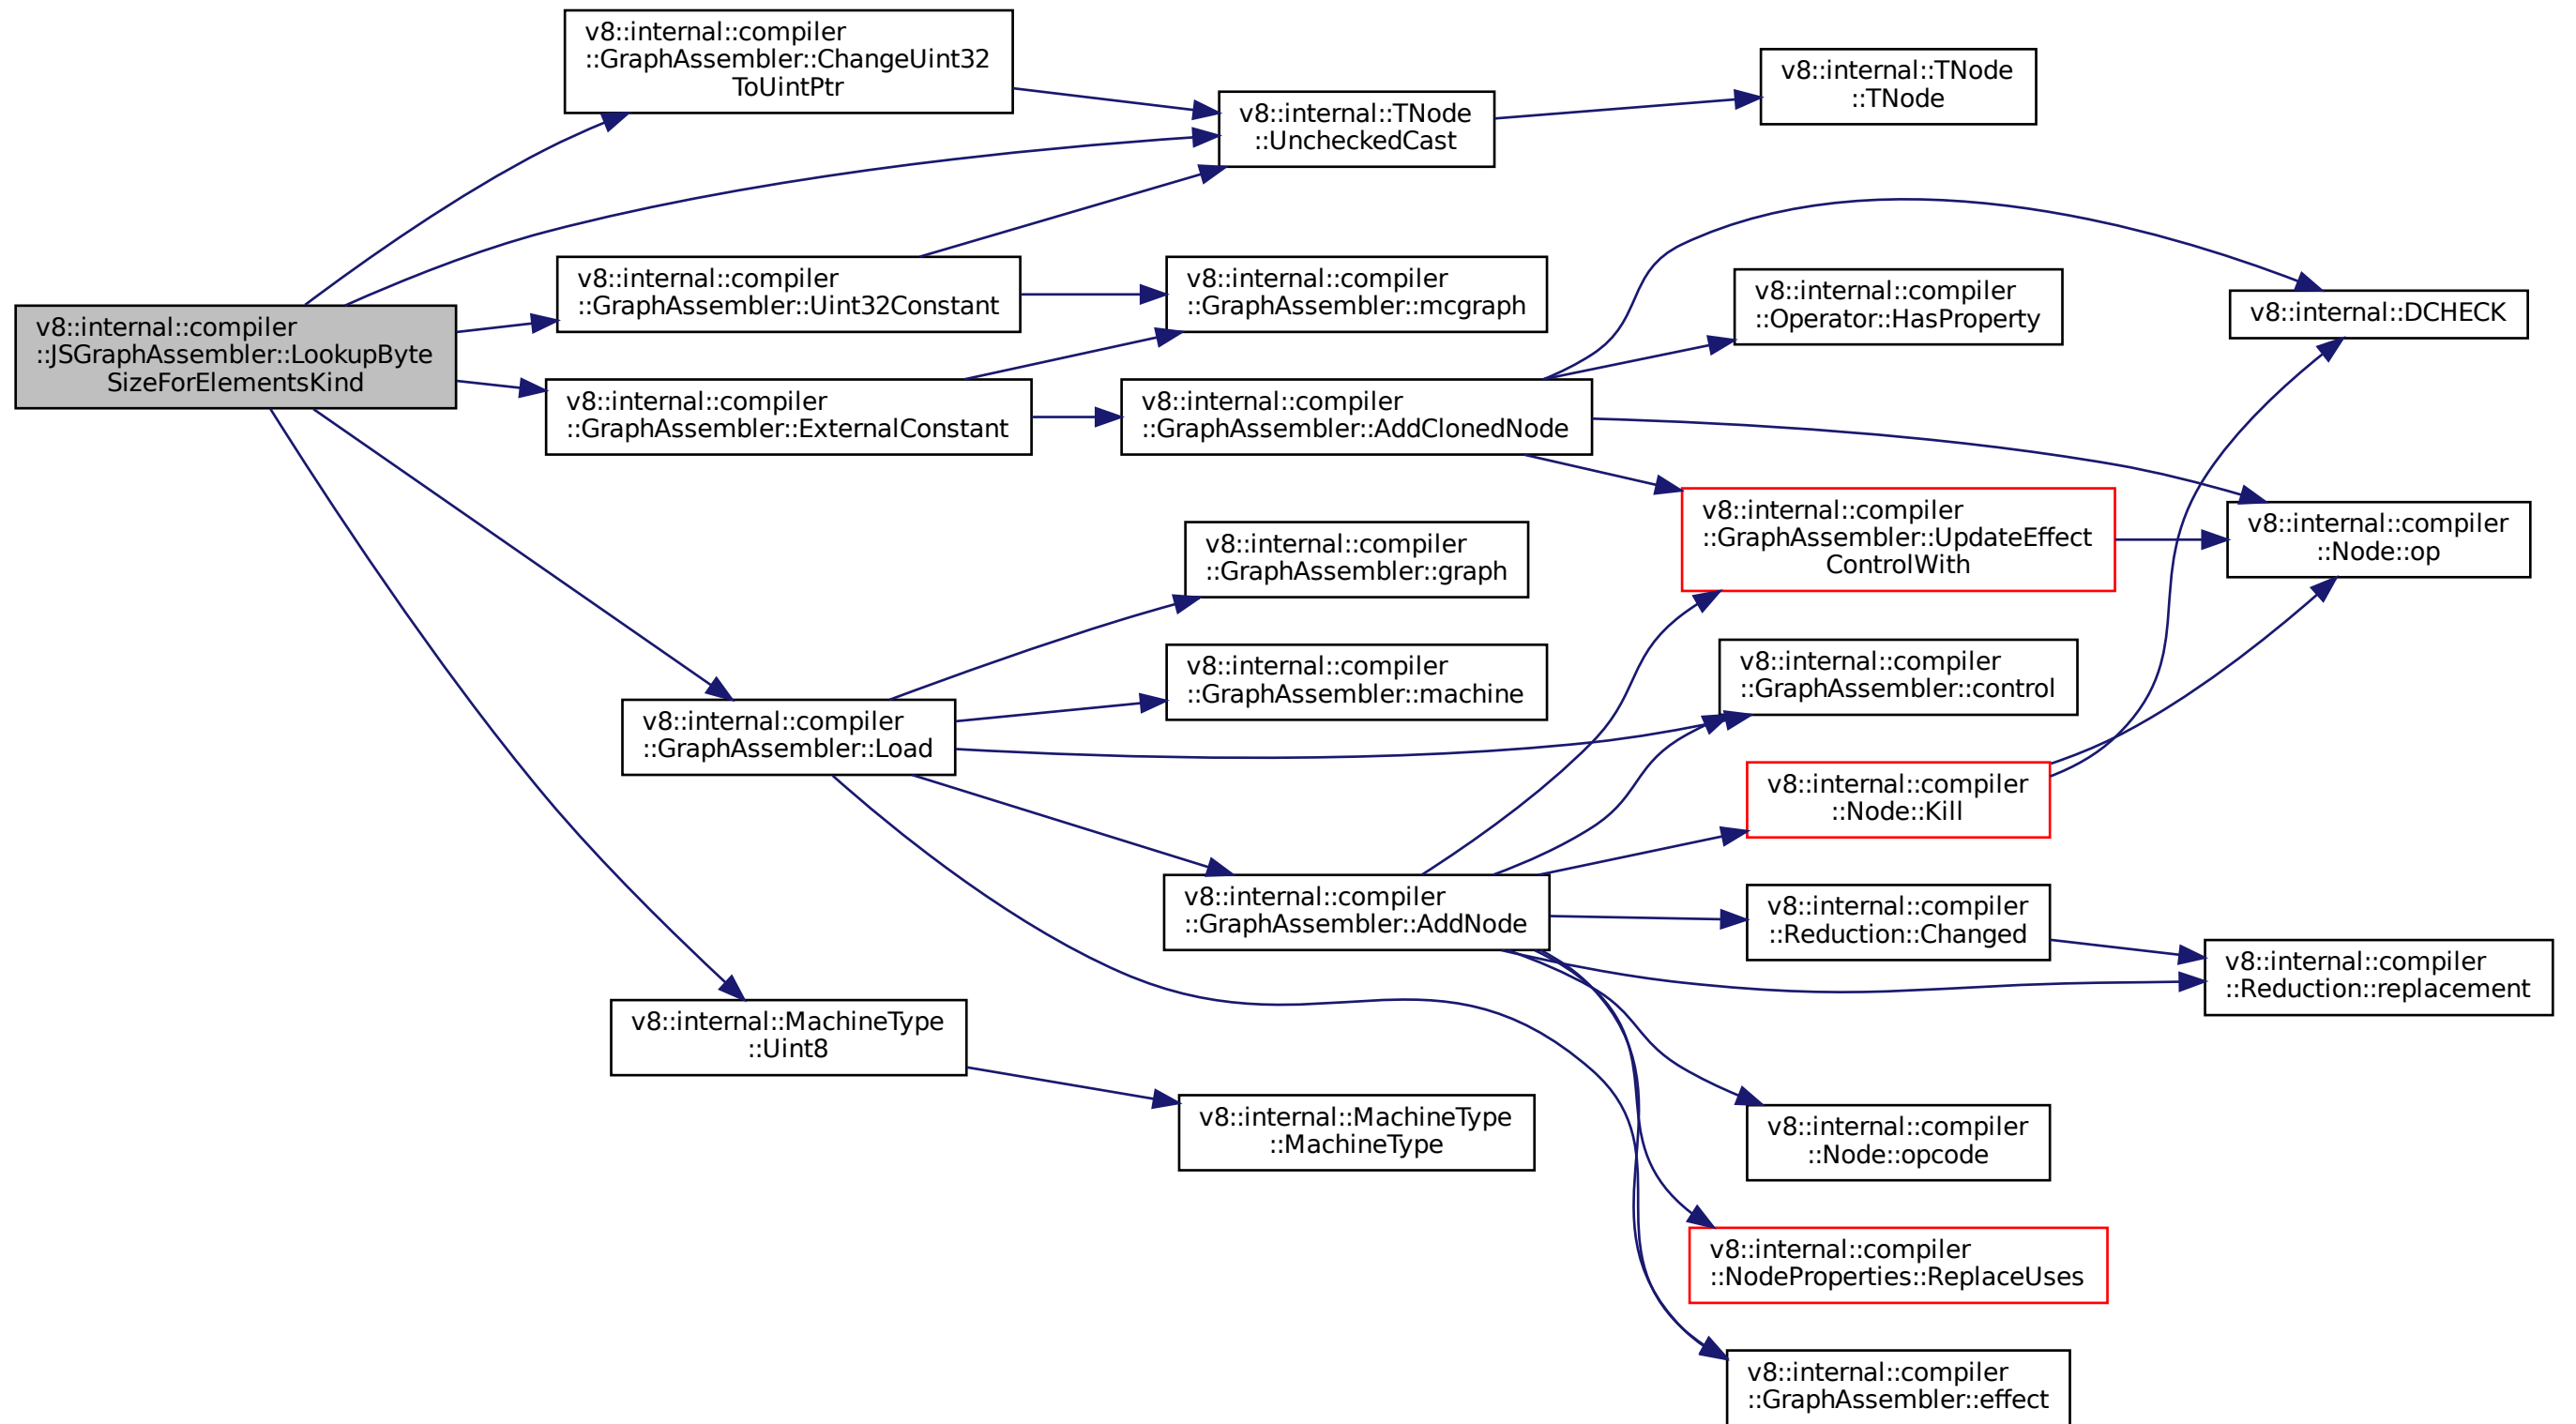 v8::internal::compiler
::JSGraphAssembler::LookupByte
SizeForElementsKind
v8::internal::compiler
::GraphAssembler::ChangeUint32
ToUintPtr
v8::internal::TNode
::UncheckedCast
v8::internal::TNode
::TNode
v8::internal::compiler
::GraphAssembler::Uint32Constant
v8::internal::compiler
::GraphAssembler::mcgraph
v8::internal::compiler
::GraphAssembler::ExternalConstant
v8::internal::compiler
::GraphAssembler::AddClonedNode
v8::internal::compiler
::Operator::HasProperty
v8::internal::DCHECK
v8::internal::compiler
::GraphAssembler::UpdateEffect
ControlWith
v8::internal::compiler
::Node::op
v8::internal::compiler
::GraphAssembler::graph
v8::internal::compiler
::GraphAssembler::machine
v8::internal::compiler
::GraphAssembler::control
v8::internal::compiler
::GraphAssembler::Load
v8::internal::compiler
::Node::Kill
v8::internal::compiler
::GraphAssembler::AddNode
v8::internal::compiler
::Reduction::Changed
v8::internal::compiler
::Reduction::replacement
v8::internal::MachineType
::Uint8
v8::internal::MachineType
::MachineType
v8::internal::compiler
::Node::opcode
v8::internal::compiler
::NodeProperties::ReplaceUses
v8::internal::compiler
::GraphAssembler::effect